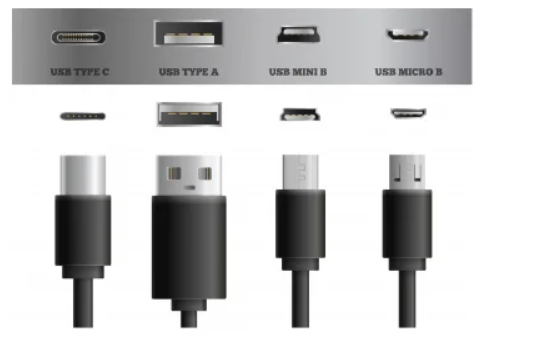 USB TYPE C
USB TYPE A
USB MINI B
USB MICRO B